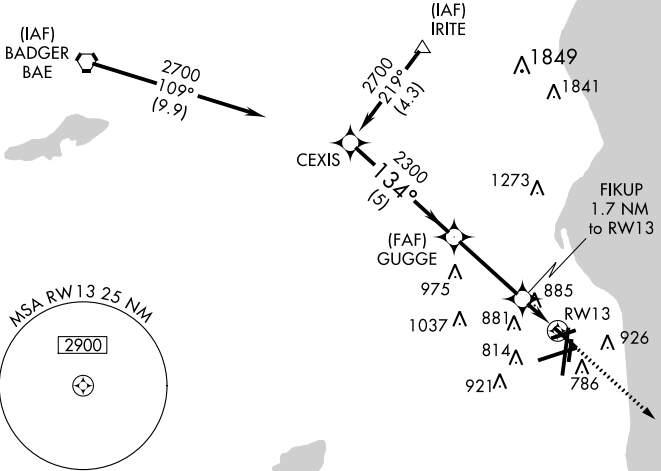 (IAF)
BADGER
BAE
2700
109°
(9.9)
(IAF)
IRITE
2700
219°
(4.3)
1849
1841
CEXIS
2300
134°
(5)
1273
FIKUP
1.7 NM
to RW13
(FAF)
GUGGE
975
885
1037
881
RW13
926
814
921
786
MSA RW13 25 NM
2900